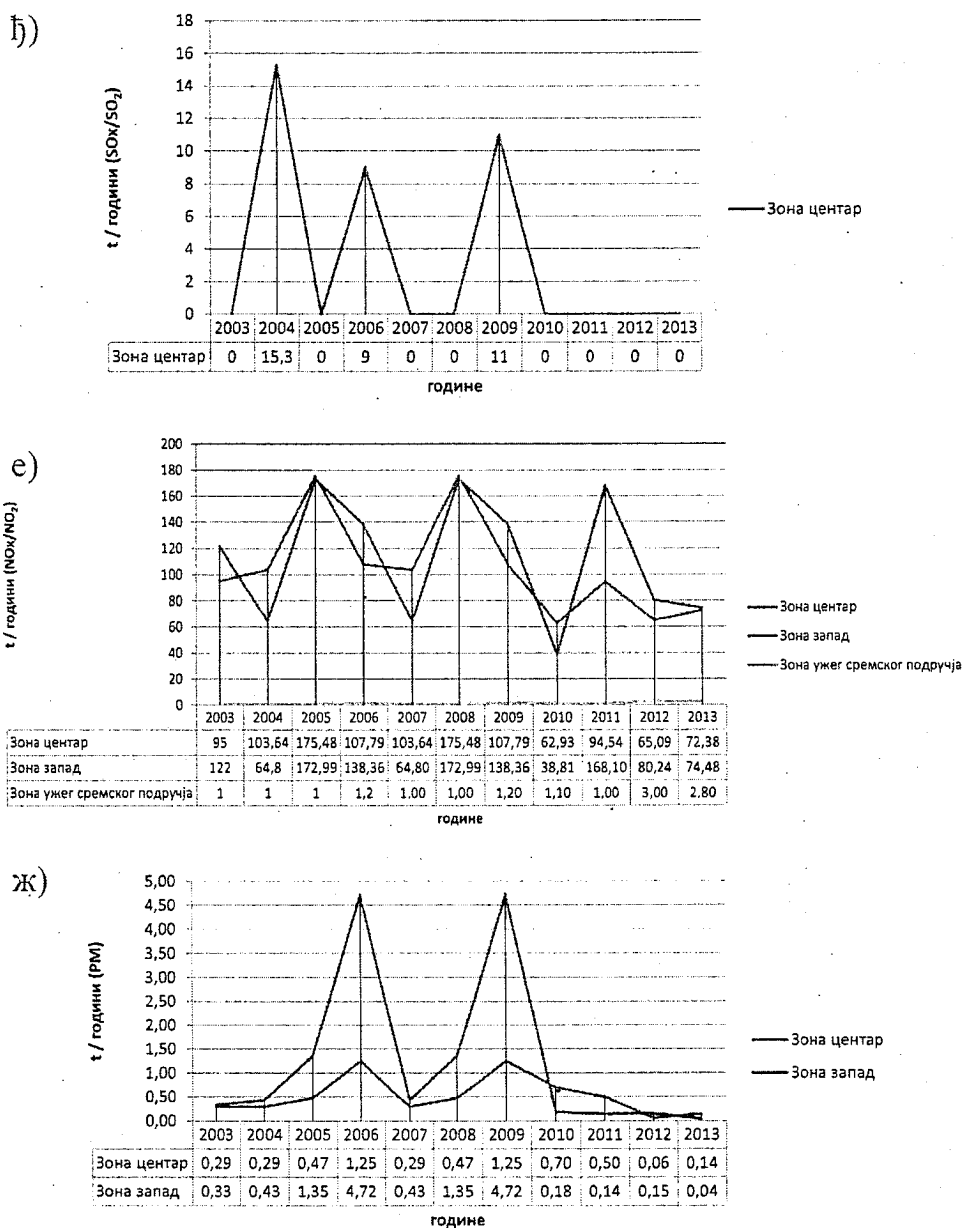 ђ)
t / години (SOx/SO₂)
18
16
14
12
10
8
6
4
2
0
Зона центар
2003 2004 2005 2006 2007 2008 2009 2010 2011 2012 2013
Зона центар 0 15,3 0 9 0 0 11 0 0 0 0
године
е)
t / години (NOx/NO₂)
200
180
160
140
120
100
80
60
40
20
0
Зона центар
Зона запад
Зона ужег сремског подручја
2003 2004 2005 2006 2007 2008 2009 2010 2011 2012 2013
Зона центар 95 103,64 175,48 107,79 103,64 175,48 107,79 62,93 94,54 65,09 72,38
Зона запад 122 64,8 172,99 138,36 64,80 172,99 138,36 38,81 168,10 80,24 74,48
Зона ужег сремског подручја 1 1 1 1,2 1,00 1,00 1,20 1,10 1,00 3,00 2,80
године
ж)
t / години (PM)
5,00
4,50
4,00
3,50
3,00
2,50
2,00
1,50
1,00
0,50
0,00
Зона центар
Зона запад
2003 2004 2005 2006 2007 2008 2009 2010 2011 2012 2013
Зона центар 0,29 0,29 0,47 1,25 0,29 0,47 1,25 0,70 0,50 0,06 0,14
Зона запад 0,33 0,43 1,35 4,72 0,43 1,35 4,72 0,18 0,14 0,15 0,04
године